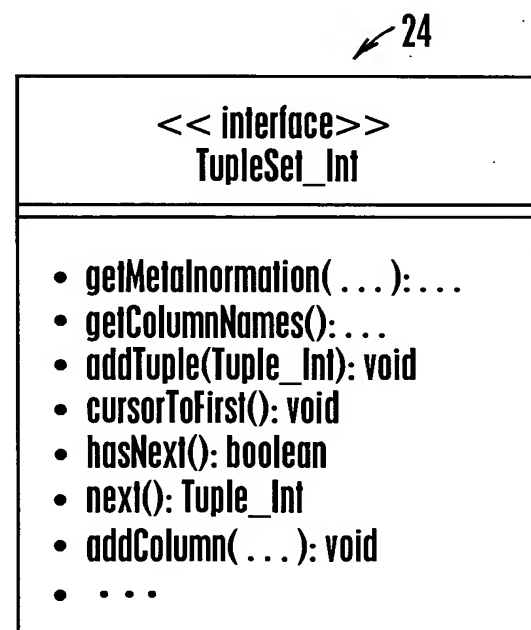 24
<< interface>>
TupleSet_Int
• getMetaInormation( . . . ): . . .
• getColumnNames(): . . .
• addTuple(Tuple_Int): void
• cursorToFirst(): void
• hasNext(): boolean
• next(): Tuple_Int
• addColumn( . . . ): void
• • • •